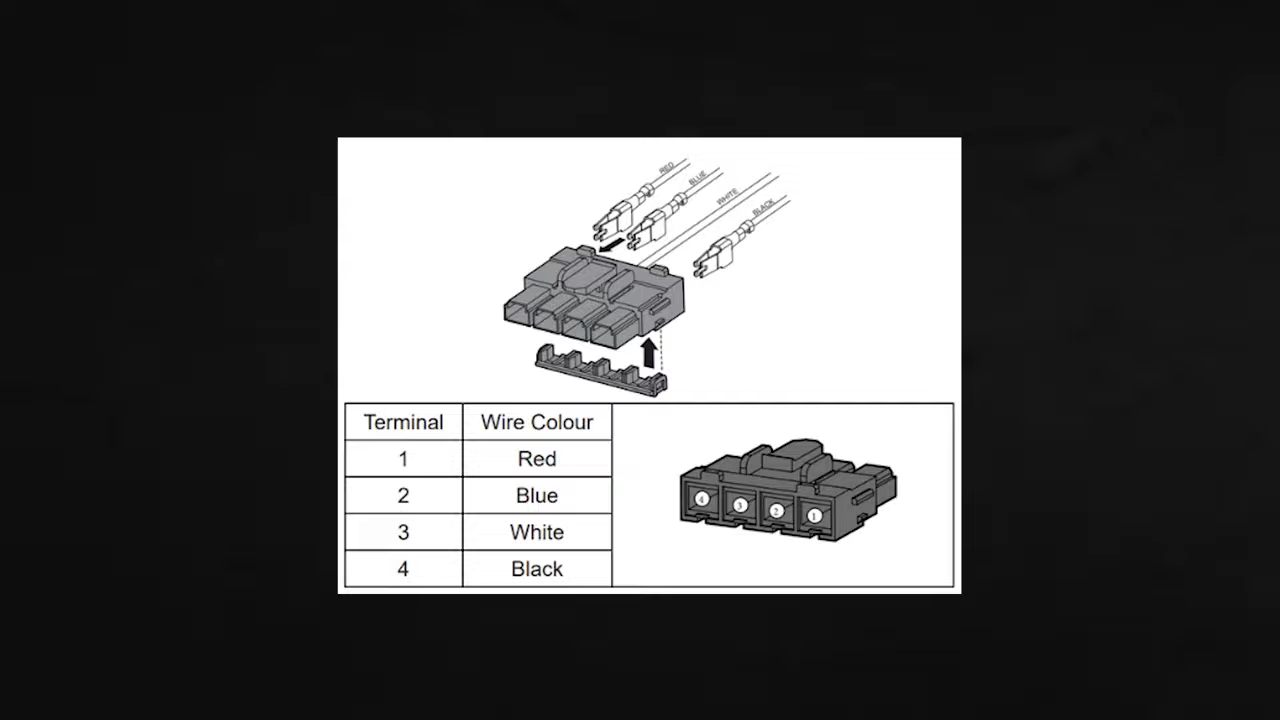 RED
BLUE
WHITE
BLACK
Terminal Wire Colour
1 Red
2 Blue
3 White
4 Black
4 3 2 1